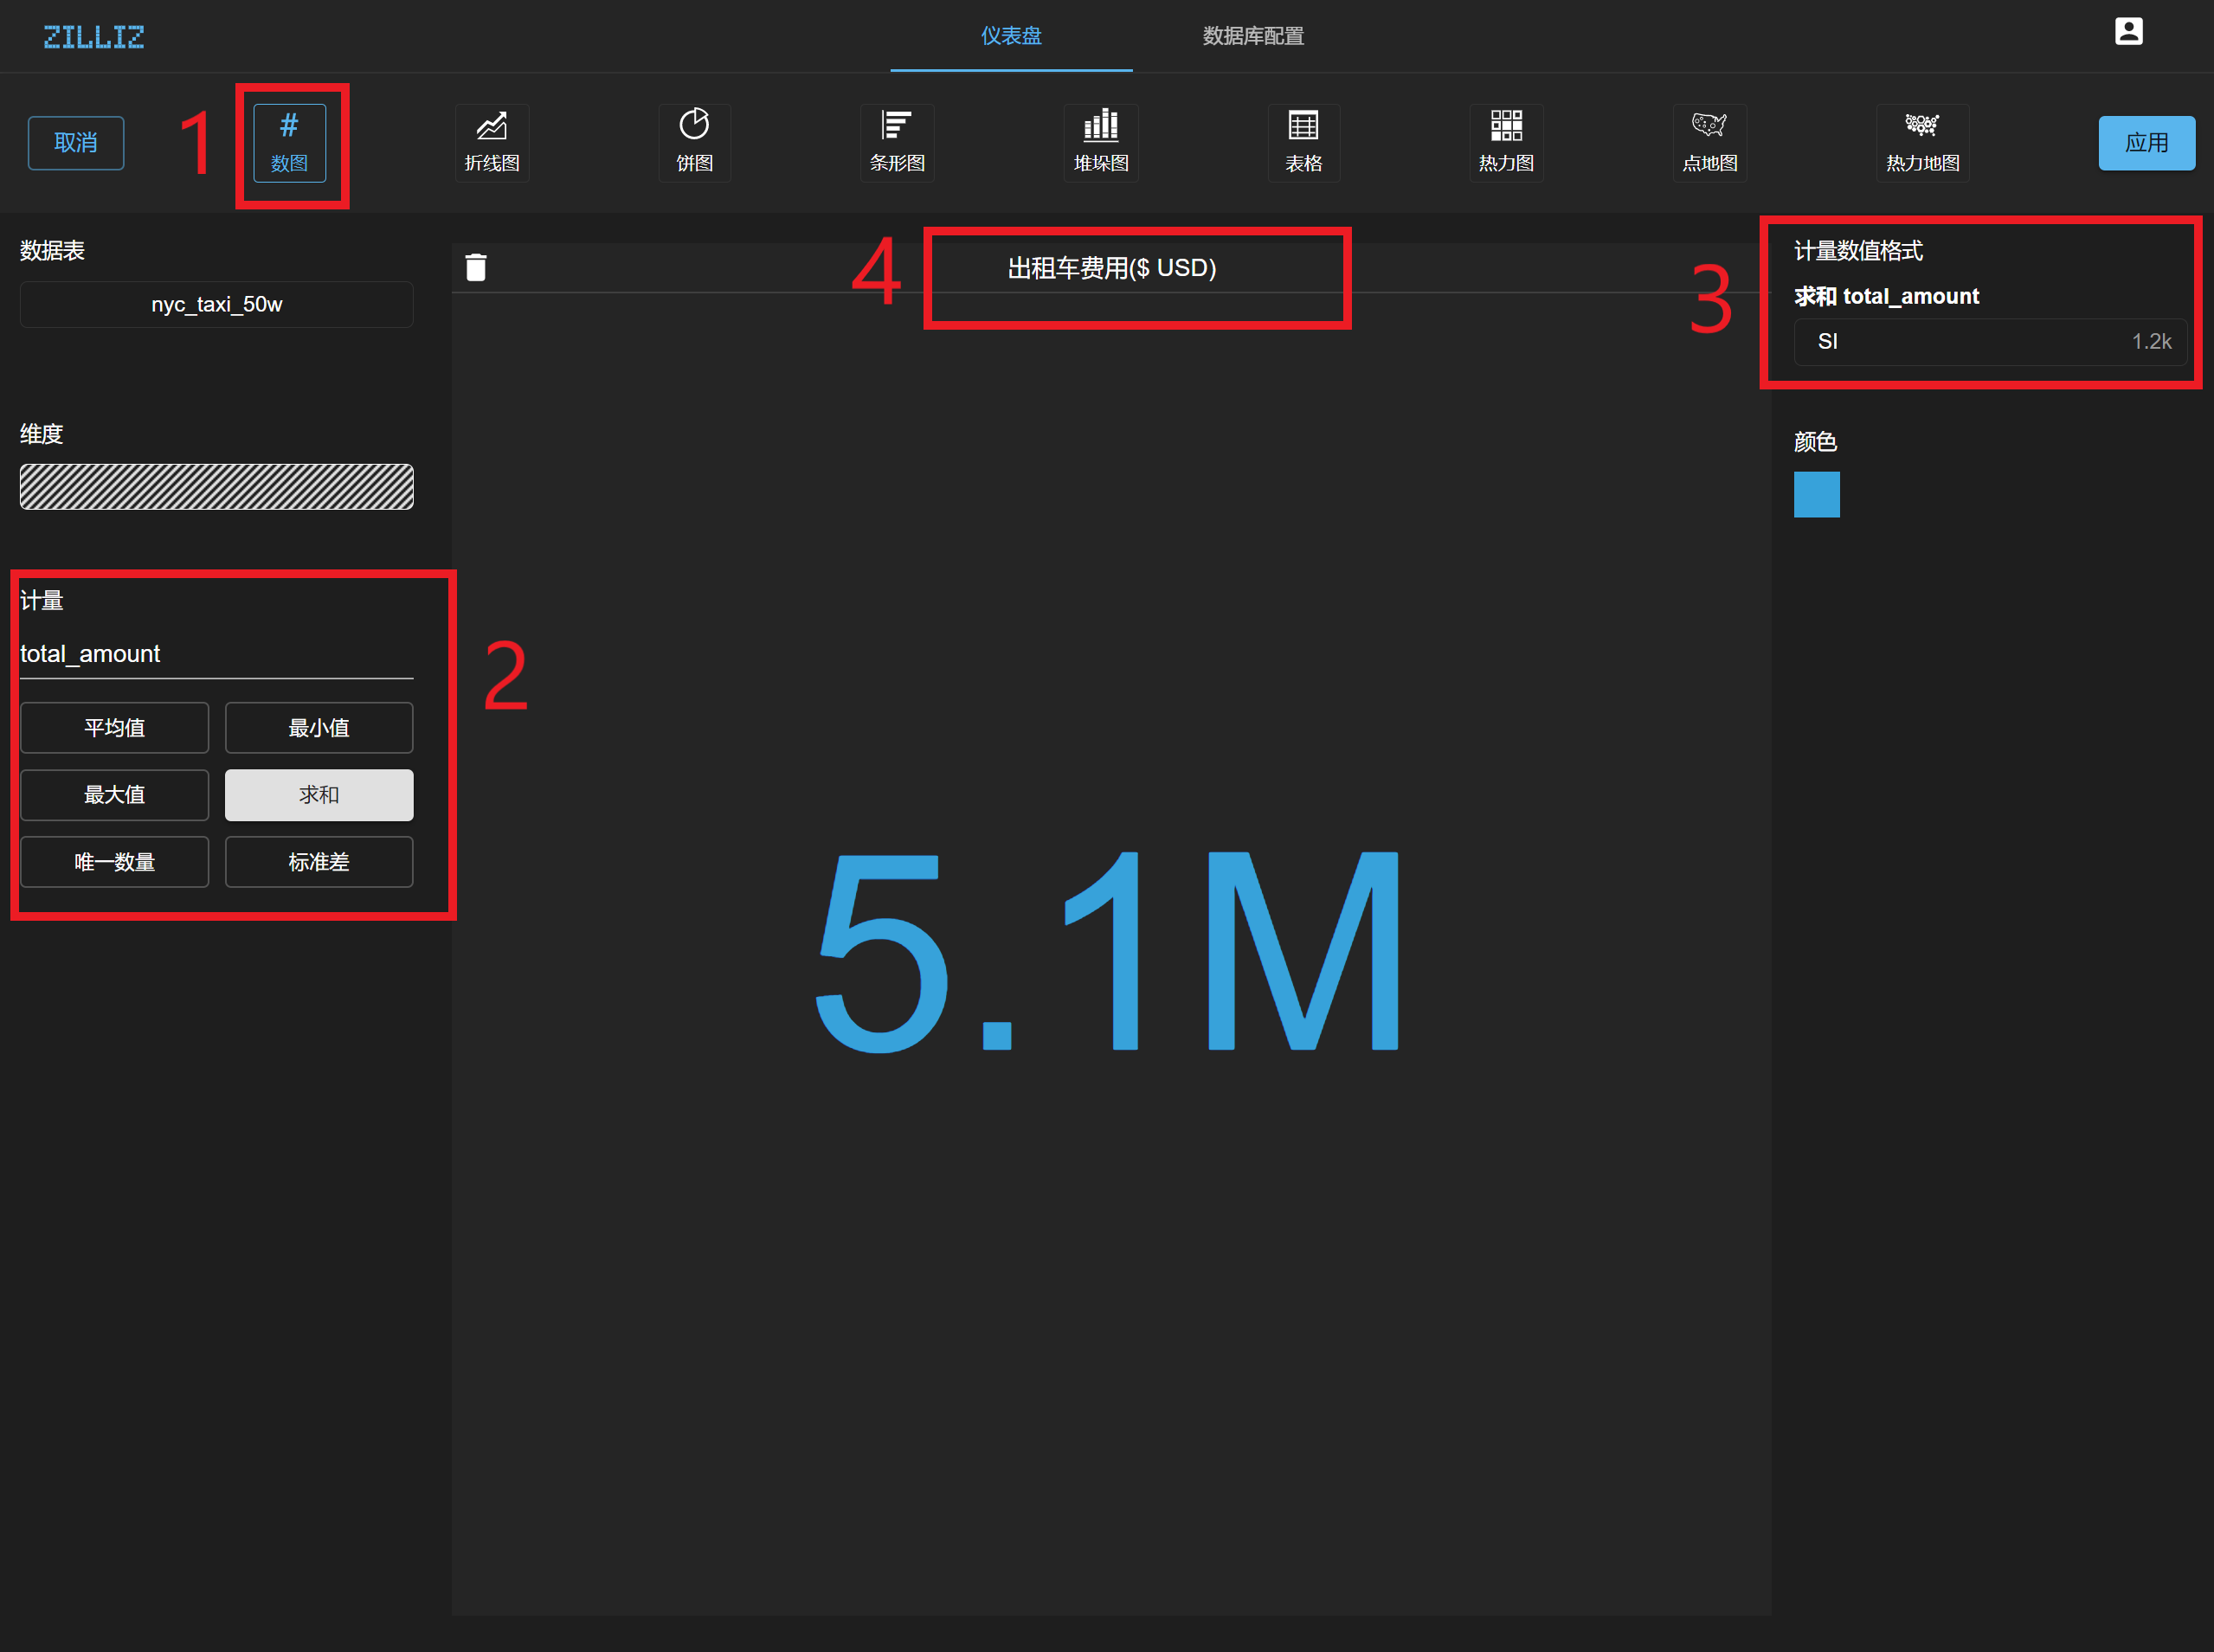 ZILLIZ
仪表盘
数据库配置
取消
1
#
数图
折线图
饼图
条形图
堆垛图
表格
热力图
点地图
热力地图
应用
数据表
nyc_taxi_50w
维度
计量
total_amount
平均值
最小值
最大值
求和
唯一数量
标准差
2
4
出租车费用($ USD)
5.1M
3
计量数值格式
求和 total_amount
SI
1.2k
颜色